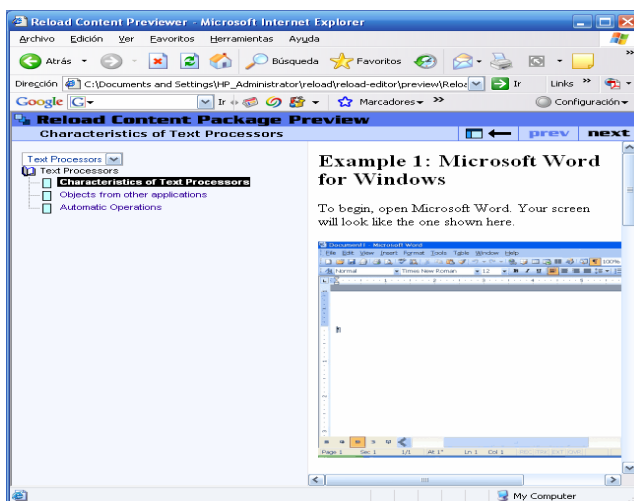 Reload Content Previewer - Microsoft Internet Explorer
Archivo Edición Ver Favoritos Herramientas Ayuda
Atrás Búsqueda Favoritos
Dirección C:\Documents and Settings\HP_Administrator\reload\reload-editor\preview\Reloa Ir Links »
Google G Ir Marcadores » Configuración
Reload Content Package Preview
Characteristics of Text Processors prev next
Text Processors
Text Processors
Characteristics of Text Processors
Objects from other applications
Automatic Operations
Example 1: Microsoft Word
for Windows
To begin, open Microsoft Word. Your screen
will look like the one shown here.
Document1 - Microsoft Word
File Edit View Insert Format Tools Table Window Help
Normal Times New Roman 12 B I U 100%
Page 1 Sec 1 1/1 At 1" Ln 1 Col 1
My Computer